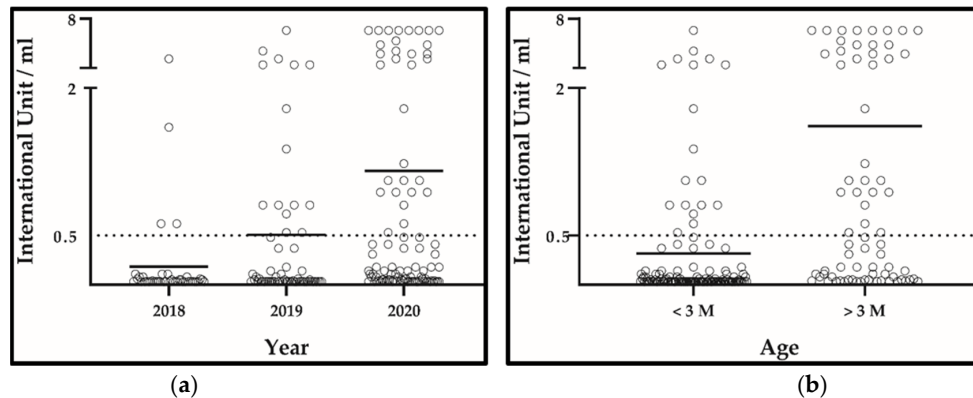 International Unit / ml
8
2
0.5
2018 2019 2020
Year
(a)
International Unit / ml
8
2
0.5
< 3 M > 3 M
Age
(b)